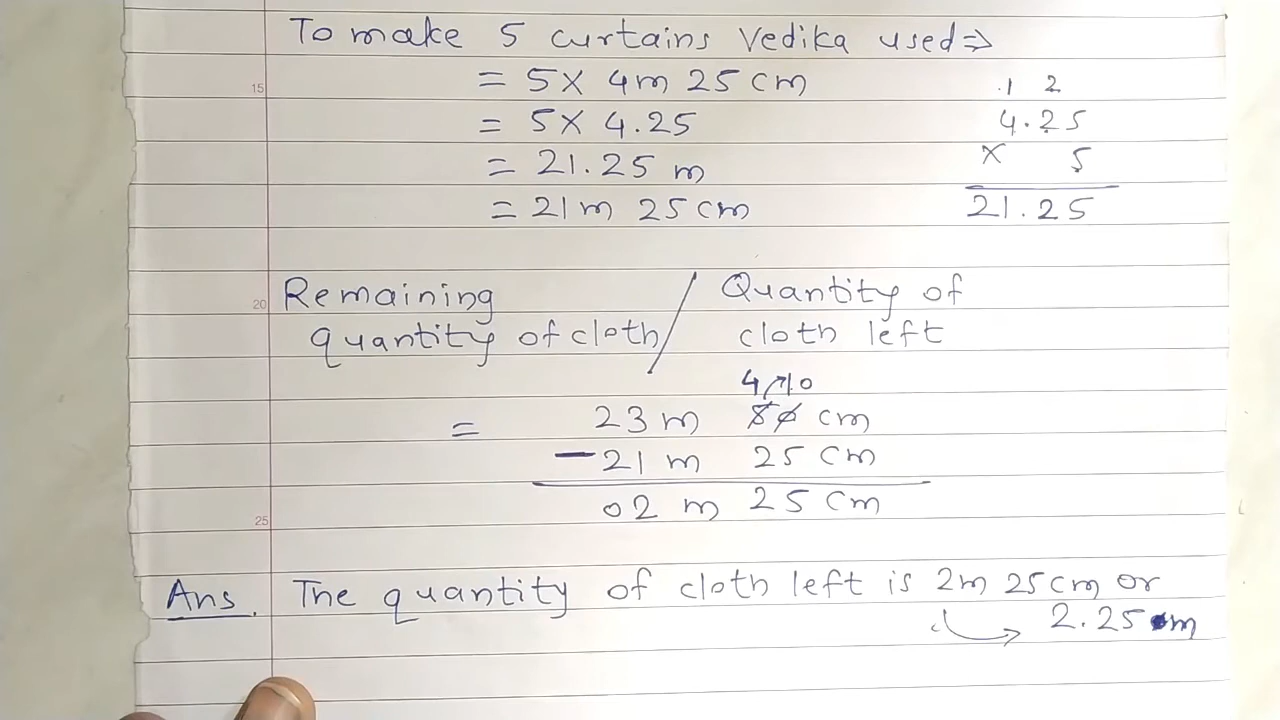 To make 5 curtains Vedika used ⇒
15
= 5 × 4m 25 cm
= 5 × 4.25
= 21.25 m
= 21m 25 cm
1 2
4.25
× 5
21.25
20
Remaining quantity of cloth / Quantity of cloth left
4 10
= 23 m 50 cm
- 21 m 25 cm
02 m 25 cm
25
Ans. The quantity of cloth left is 2m 25 cm or
2.25 m